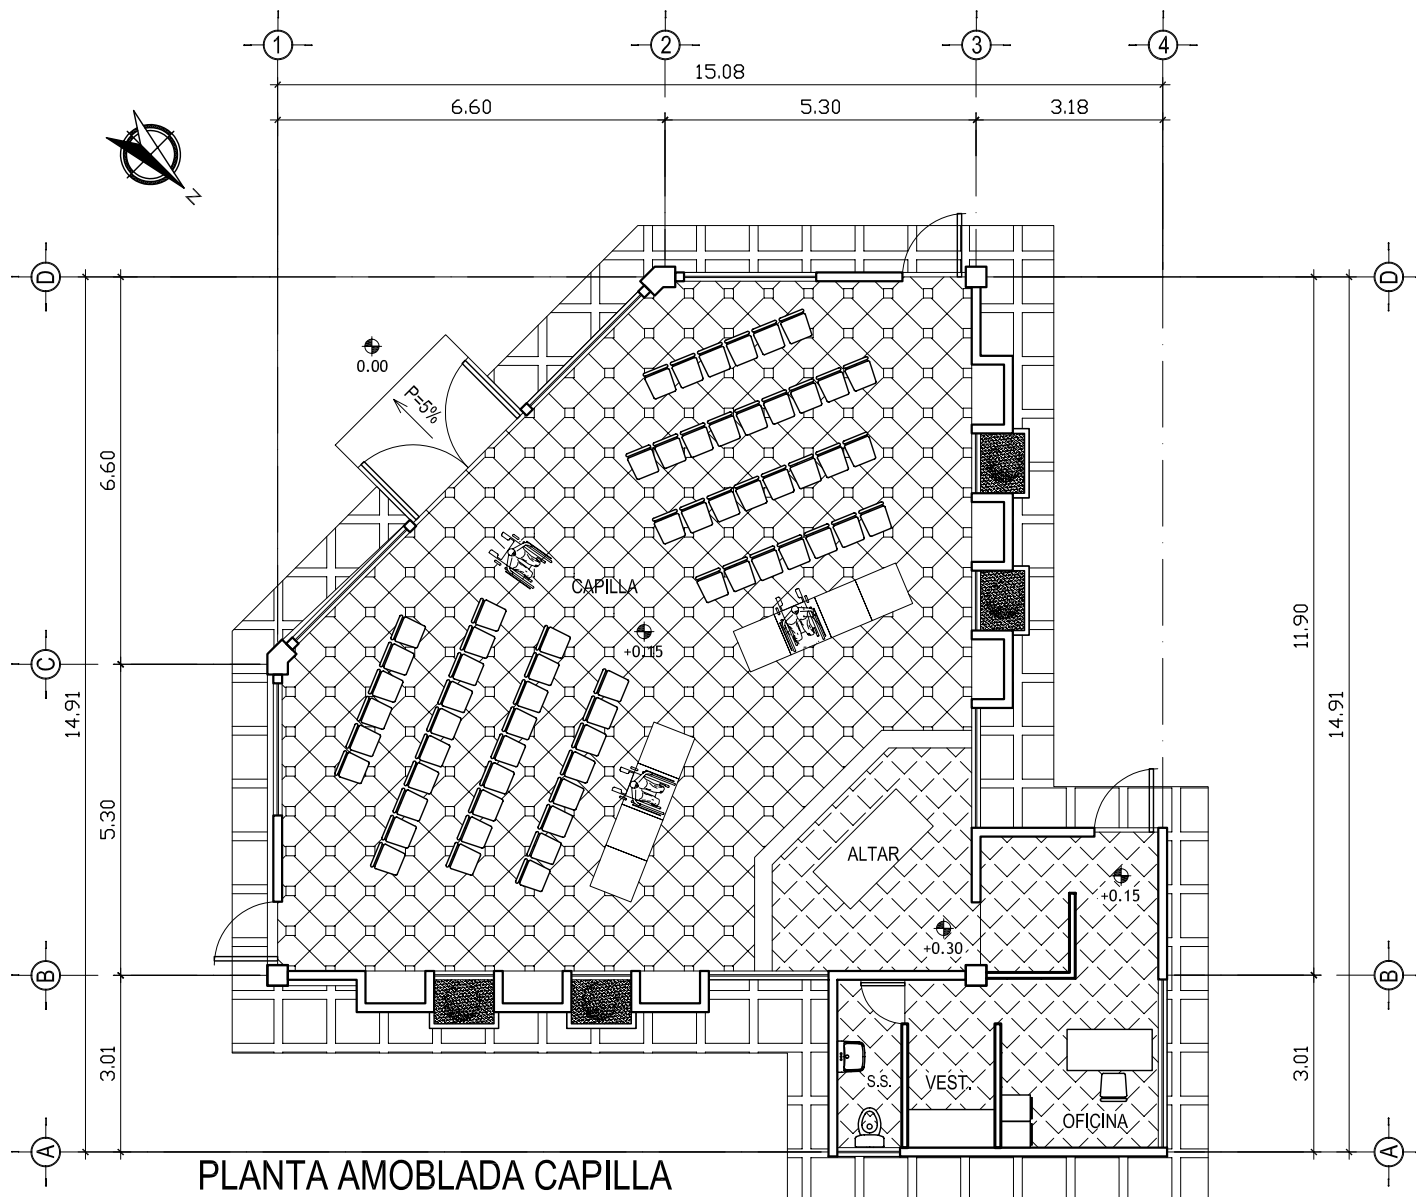 1
2
3
4
15.08
6.60
5.30
3.18
N
D
D
0.00
P=5%
6.60
CAPILLA
+0.15
11.90
C
14.91
14.91
5.30
ALTAR
+0.15
+0.30
B
B
3.01
3.01
S.S.
VEST.
OFICINA
A
A
PLANTA AMOBLADA CAPILLA